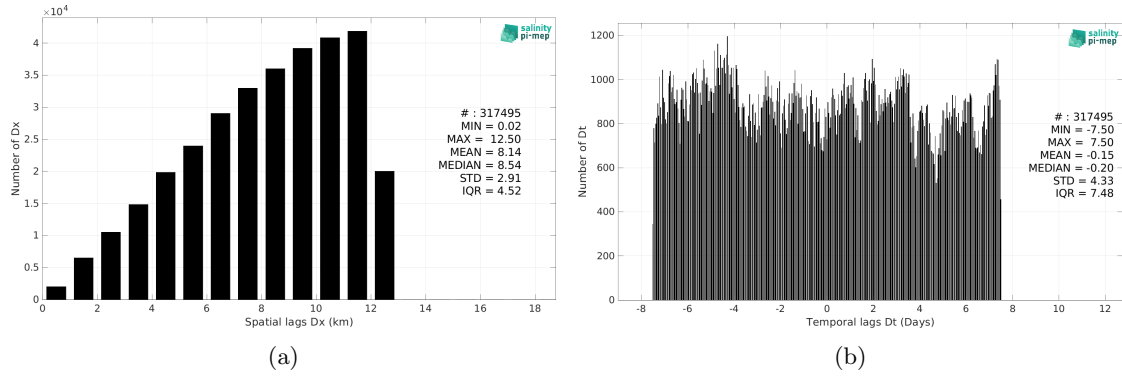 ×10⁴
4
3.5
3
2.5
2
1.5
1
0.5
0
Number of Dx
0 2 4 6 8 10 12 14 16 18
Spatial lags Dx (km)
salinity
pi-mep
# : 317495
MIN = 0.02
MAX = 12.50
MEAN = 8.14
MEDIAN = 8.54
STD = 2.91
IQR = 4.52
(a)
1200
1000
800
600
400
200
0
Number of Dt
-8 -6 -4 -2 0 2 4 6 8 10 12
Temporal lags Dt (Days)
salinity
pi-mep
# : 317495
MIN = -7.50
MAX = 7.50
MEAN = -0.15
MEDIAN = -0.20
STD = 4.33
IQR = 7.48
(b)